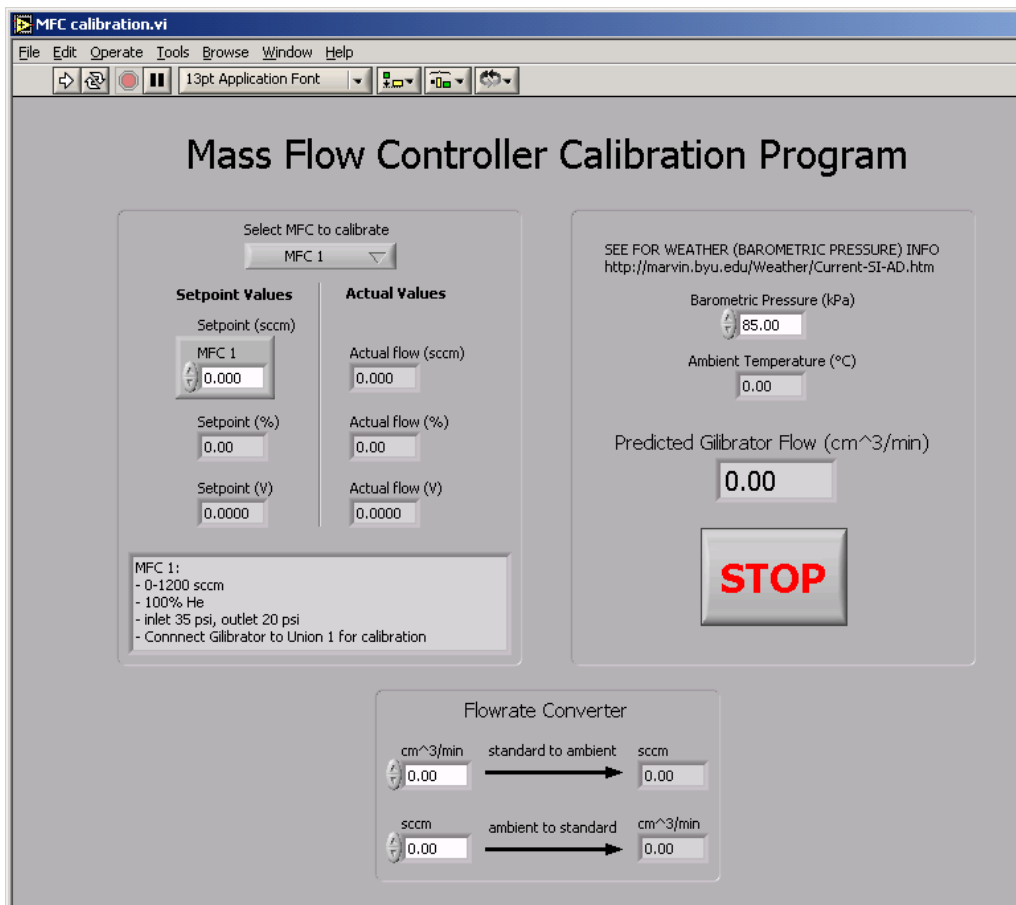 MFC calibration.vi
File Edit Operate Tools Browse Window Help
13pt Application Font
Mass Flow Controller Calibration Program
Select MFC to calibrate
MFC 1
Setpoint Values
Actual Values
Setpoint (sccm)
MFC 1
0.000
Actual flow (sccm)
0.000
Setpoint (%)
0.00
Actual flow (%)
0.00
Setpoint (V)
0.0000
Actual flow (V)
0.0000
MFC 1:
- 0-1200 sccm
- 100% He
- inlet 35 psi, outlet 20 psi
- Connnect Gilibrator to Union 1 for calibration
SEE FOR WEATHER (BAROMETRIC PRESSURE) INFO
http://marvin.byu.edu/Weather/Current-SI-AD.htm
Barometric Pressure (kPa)
85.00
Ambient Temperature (°C)
0.00
Predicted Gilibrator Flow (cm^3/min)
0.00
STOP
Flowrate Converter
cm^3/min standard to ambient sccm
0.00 0.00
sccm ambient to standard cm^3/min
0.00 0.00